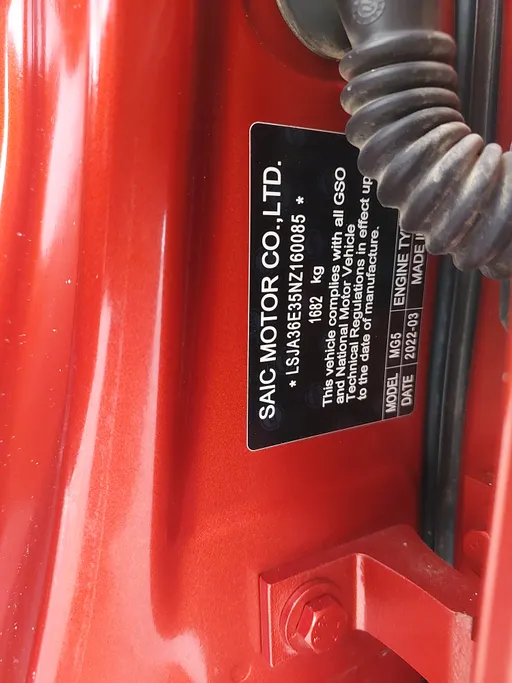 SAIC MOTOR CO.,LTD.
* LSJA36E35NZ160085 *
1682 kg
This vehicle complies with all GSO
and National Motor Vehicle
Technical Regulations in effect up
to the date of manufacture.
MODEL MG5 ENGINE
DATE 2022-03 MADE